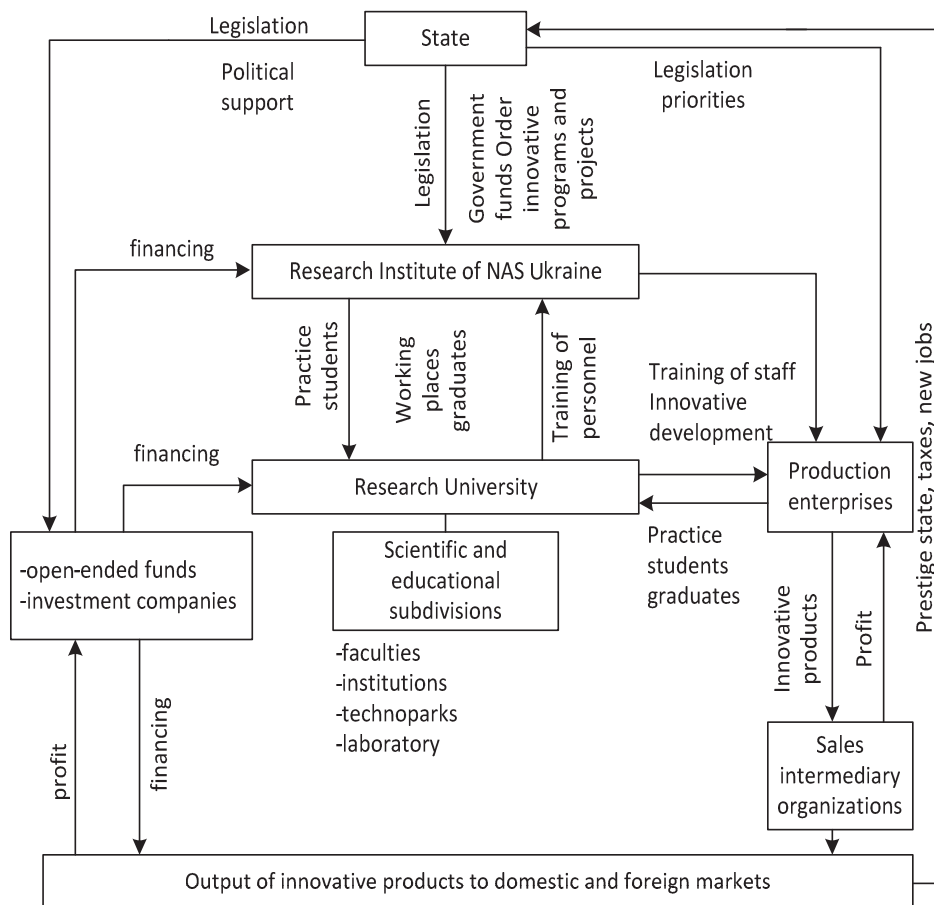 Legislation
State
Political
support
Legislation
priorities
Legislation
Government
funds Order
innovative
programs and
projects
financing
Research Institute of NAS Ukraine
Practice
students
Working
places
graduates
Training of
personnel
Training of staff
Innovative
development
Prestige state, taxes, new jobs
financing
Research University
Production
enterprises
Practice
students
graduates
-open-ended funds
-investment companies
Scientific and
educational
subdivisions
-faculties
-institutions
-technoparks
-laboratory
Innovative
products
Profit
profit
financing
Sales
intermediary
organizations
Output of innovative products to domestic and foreign markets